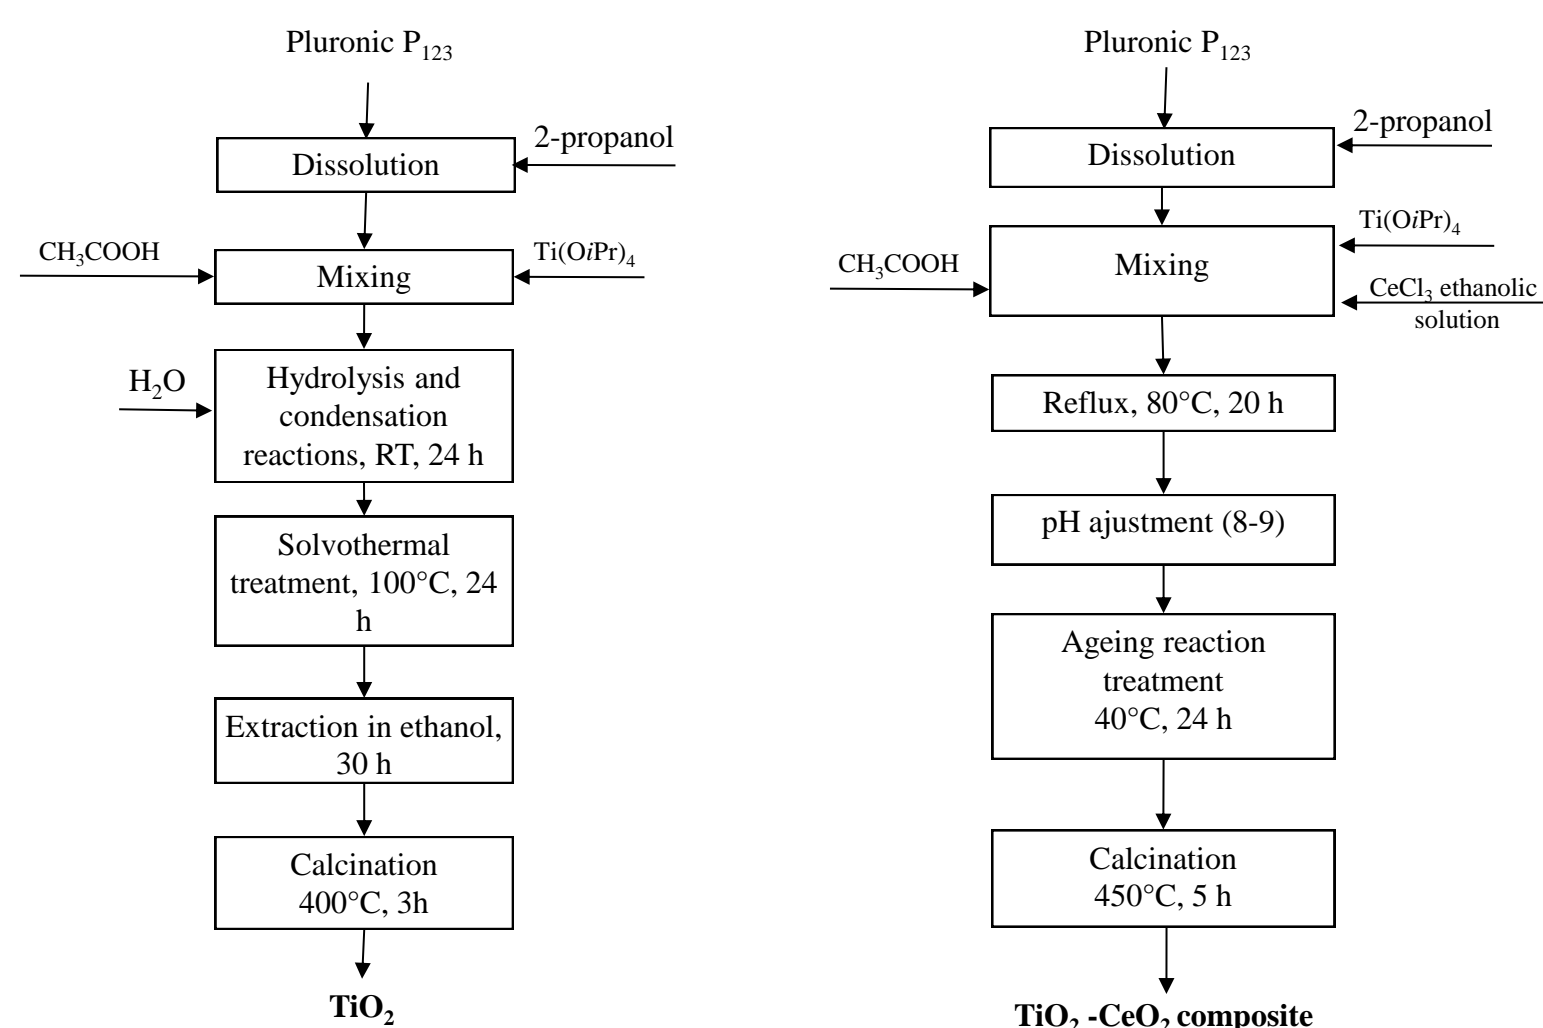 Pluronic P123
2-propanol
Dissolution
CH3COOH
Ti(OiPr)4
Mixing
H2O
Hydrolysis and
condensation
reactions, RT, 24 h
Solvothermal
treatment, 100°C, 24
h
Extraction in ethanol,
30 h
Calcination
400°C, 3h
TiO2
Pluronic P123
2-propanol
Dissolution
Ti(OiPr)4
CH3COOH
Mixing
CeCl3 ethanolic
solution
Reflux, 80°C, 20 h
pH ajustment (8-9)
Ageing reaction
treatment
40°C, 24 h
Calcination
450°C, 5 h
TiO2 -CeO2 composite